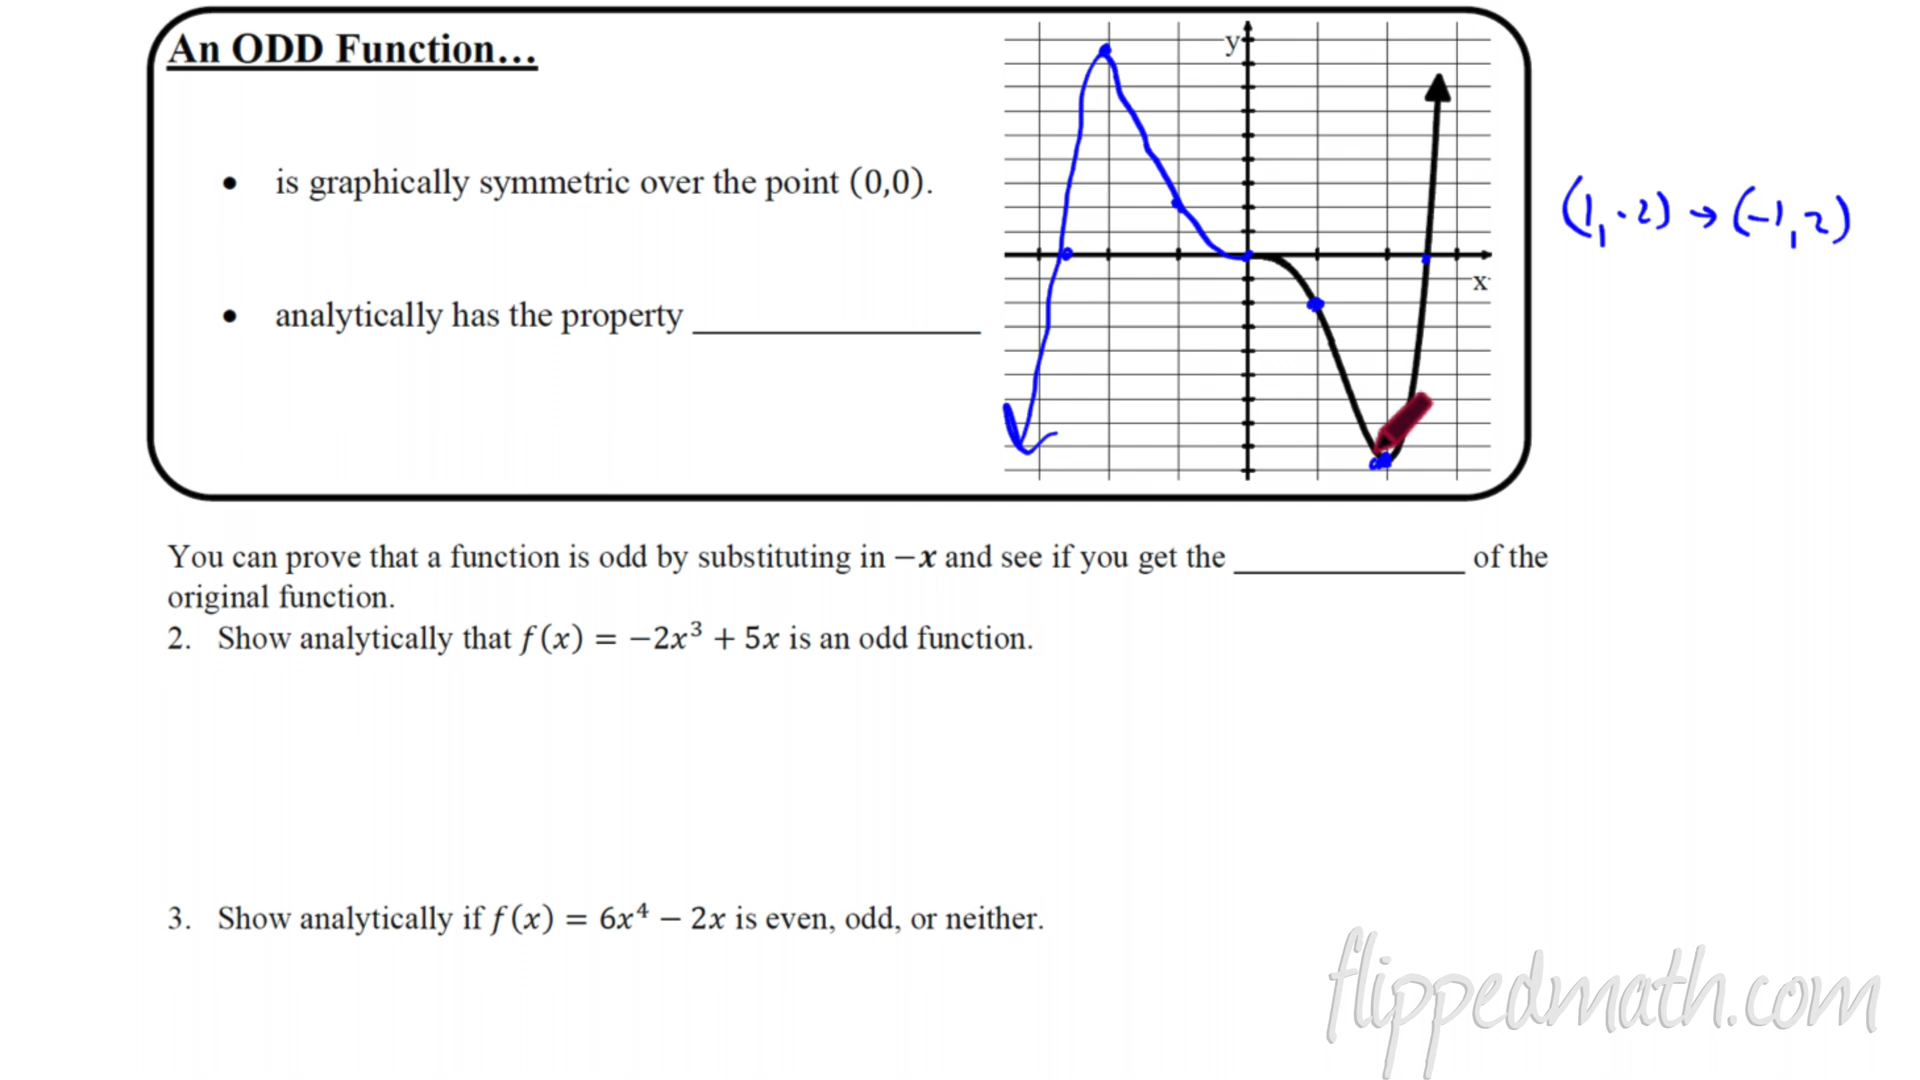 An ODD Function…
• is graphically symmetric over the point (0,0).
• analytically has the property ________________
y
x
(1, -2) → (-1, 2)
You can prove that a function is odd by substituting in −x and see if you get the ______________ of the
original function.
2. Show analytically that f(x) = −2x³ + 5x is an odd function.
3. Show analytically if f(x) = 6x⁴ − 2x is even, odd, or neither.
flippedmath.com